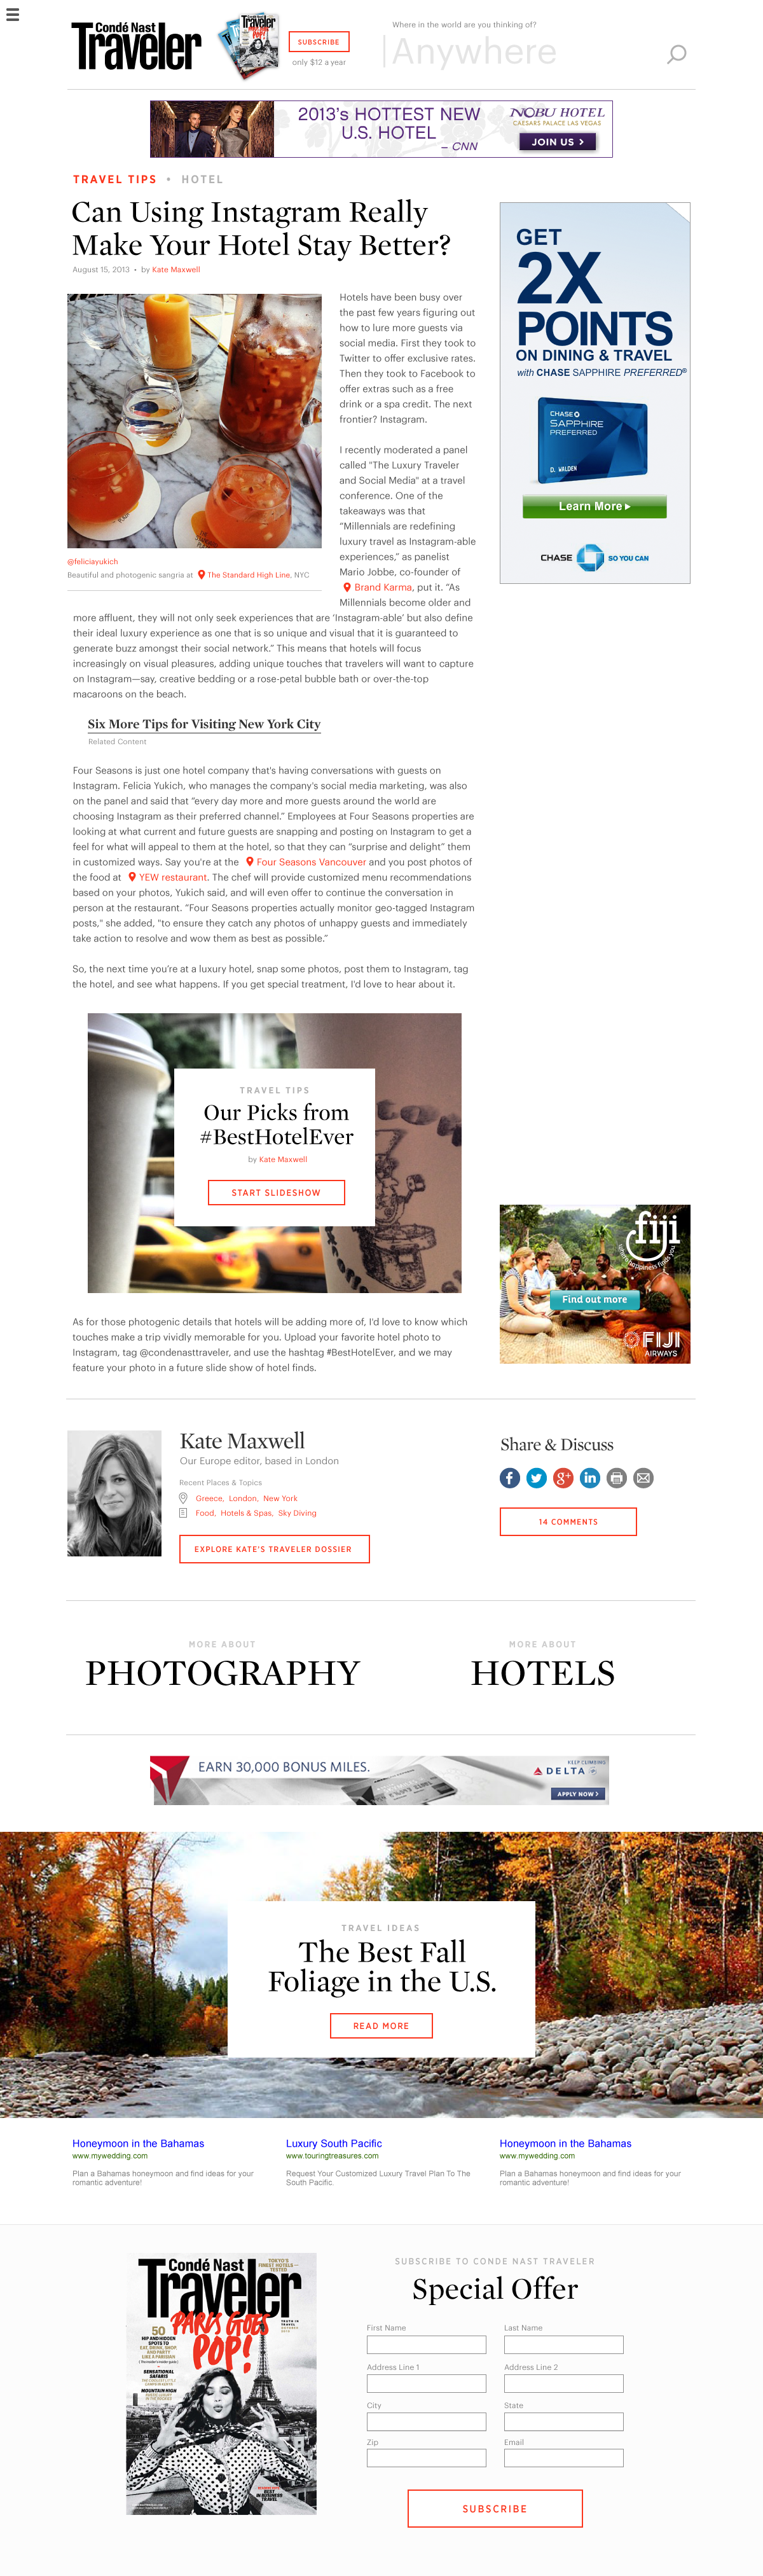 Condé Nast
Traveler
Traveler
SUBSCRIBE
only $12 a year
Where in the world are you thinking of?
Anywhere
2013's HOTTEST NEW
U.S. HOTEL
– CNN
NOBU HOTEL
CAESARS PALACE LAS VEGAS
JOIN US >
TRAVEL TIPS • HOTEL
Can Using Instagram Really
Make Your Hotel Stay Better?
August 15, 2013 • by Kate Maxwell
Hotels have been busy over
the past few years figuring out
how to lure more guests via
social media. First they took to
Twitter to offer exclusive rates.
Then they took to Facebook to
offer extras such as a free
drink or a spa credit. The next
frontier? Instagram.
I recently moderated a panel
called "The Luxury Traveler
and Social Media" at a travel
conference. One of the
takeaways was that
"Millennials are redefining
luxury travel as Instagram-able
experiences," as panelist
Mario Jobbe, co-founder of
Brand Karma, put it. "As
Millennials become older and
@feliciayukich
Beautiful and photogenic sangria at The Standard High Line, NYC
more affluent, they will not only seek experiences that are 'Instagram-able' but also define
their ideal luxury experience as one that is so unique and visual that it is guaranteed to
generate buzz amongst their social network." This means that hotels will focus
increasingly on visual pleasures, adding unique touches that travelers will want to capture
on Instagram—say, creative bedding or a rose-petal bubble bath or over-the-top
macaroons on the beach.
Six More Tips for Visiting New York City
Related Content
Four Seasons is just one hotel company that's having conversations with guests on
Instagram. Felicia Yukich, who manages the company's social media marketing, was also
on the panel and said that "every day more and more guests around the world are
choosing Instagram as their preferred channel." Employees at Four Seasons properties are
looking at what current and future guests are snapping and posting on Instagram to get a
feel for what will appeal to them at the hotel, so that they can "surprise and delight" them
in customized ways. Say you're at the Four Seasons Vancouver and you post photos of
the food at YEW restaurant. The chef will provide customized menu recommendations
based on your photos, Yukich said, and will even offer to continue the conversation in
person at the restaurant. "Four Seasons properties actually monitor geo-tagged Instagram
posts," she added, "to ensure they catch any photos of unhappy guests and immediately
take action to resolve and wow them as best as possible."
So, the next time you're at a luxury hotel, snap some photos, post them to Instagram, tag
the hotel, and see what happens. If you get special treatment, I'd love to hear about it.
TRAVEL TIPS
Our Picks from
#BestHotelEver
by Kate Maxwell
START SLIDESHOW
As for those photogenic details that hotels will be adding more of, I'd love to know which
touches make a trip vividly memorable for you. Upload your favorite hotel photo to
Instagram, tag @condenasttraveler, and use the hashtag #BestHotelEver, and we may
feature your photo in a future slide show of hotel finds.
GET
2X
POINTS
ON DINING & TRAVEL
with CHASE SAPPHIRE PREFERRED®
CHASE
SAPPHIRE
PREFERRED
D. WALDEN
Learn More
CHASE SO YOU CAN
fiji
where happiness finds you
Find out more
FIJI
AIRWAYS
Kate Maxwell
Our Europe editor, based in London
Recent Places & Topics
Greece, London, New York
Food, Hotels & Spas, Sky Diving
EXPLORE KATE'S TRAVELER DOSSIER
Share & Discuss
14 COMMENTS
MORE ABOUT
PHOTOGRAPHY
MORE ABOUT
HOTELS
EARN 30,000 BONUS MILES.
KEEP CLIMBING
DELTA
APPLY NOW >
TRAVEL IDEAS
The Best Fall
Foliage in the U.S.
READ MORE
Honeymoon in the Bahamas
www.mywedding.com
Plan a Bahamas honeymoon and find ideas for your
romantic adventure!
Luxury South Pacific
www.touringtreasures.com
Request Your Customized Luxury Travel Plan To The
South Pacific.
Honeymoon in the Bahamas
www.mywedding.com
Plan a Bahamas honeymoon and find ideas for your
romantic adventure!
Condé Nast
Traveler
TOKYO'S
FINEST HOTELS—
TESTED
TRUTH IN
TRAVEL
PARIS GOES
POP!
50
HIP AND HIDDEN
SPOTS TO
EAT, DRINK, SHOP,
AND PARTY
LIKE A PARISIAN
SENSATIONAL
SAFARIS
MOUNTAIN HIGH
BEST
IN BUSINESS
TRAVEL
SUBSCRIBE TO CONDE NAST TRAVELER
Special Offer
First Name
Last Name
Address Line 1
Address Line 2
City
State
Zip
Email
SUBSCRIBE